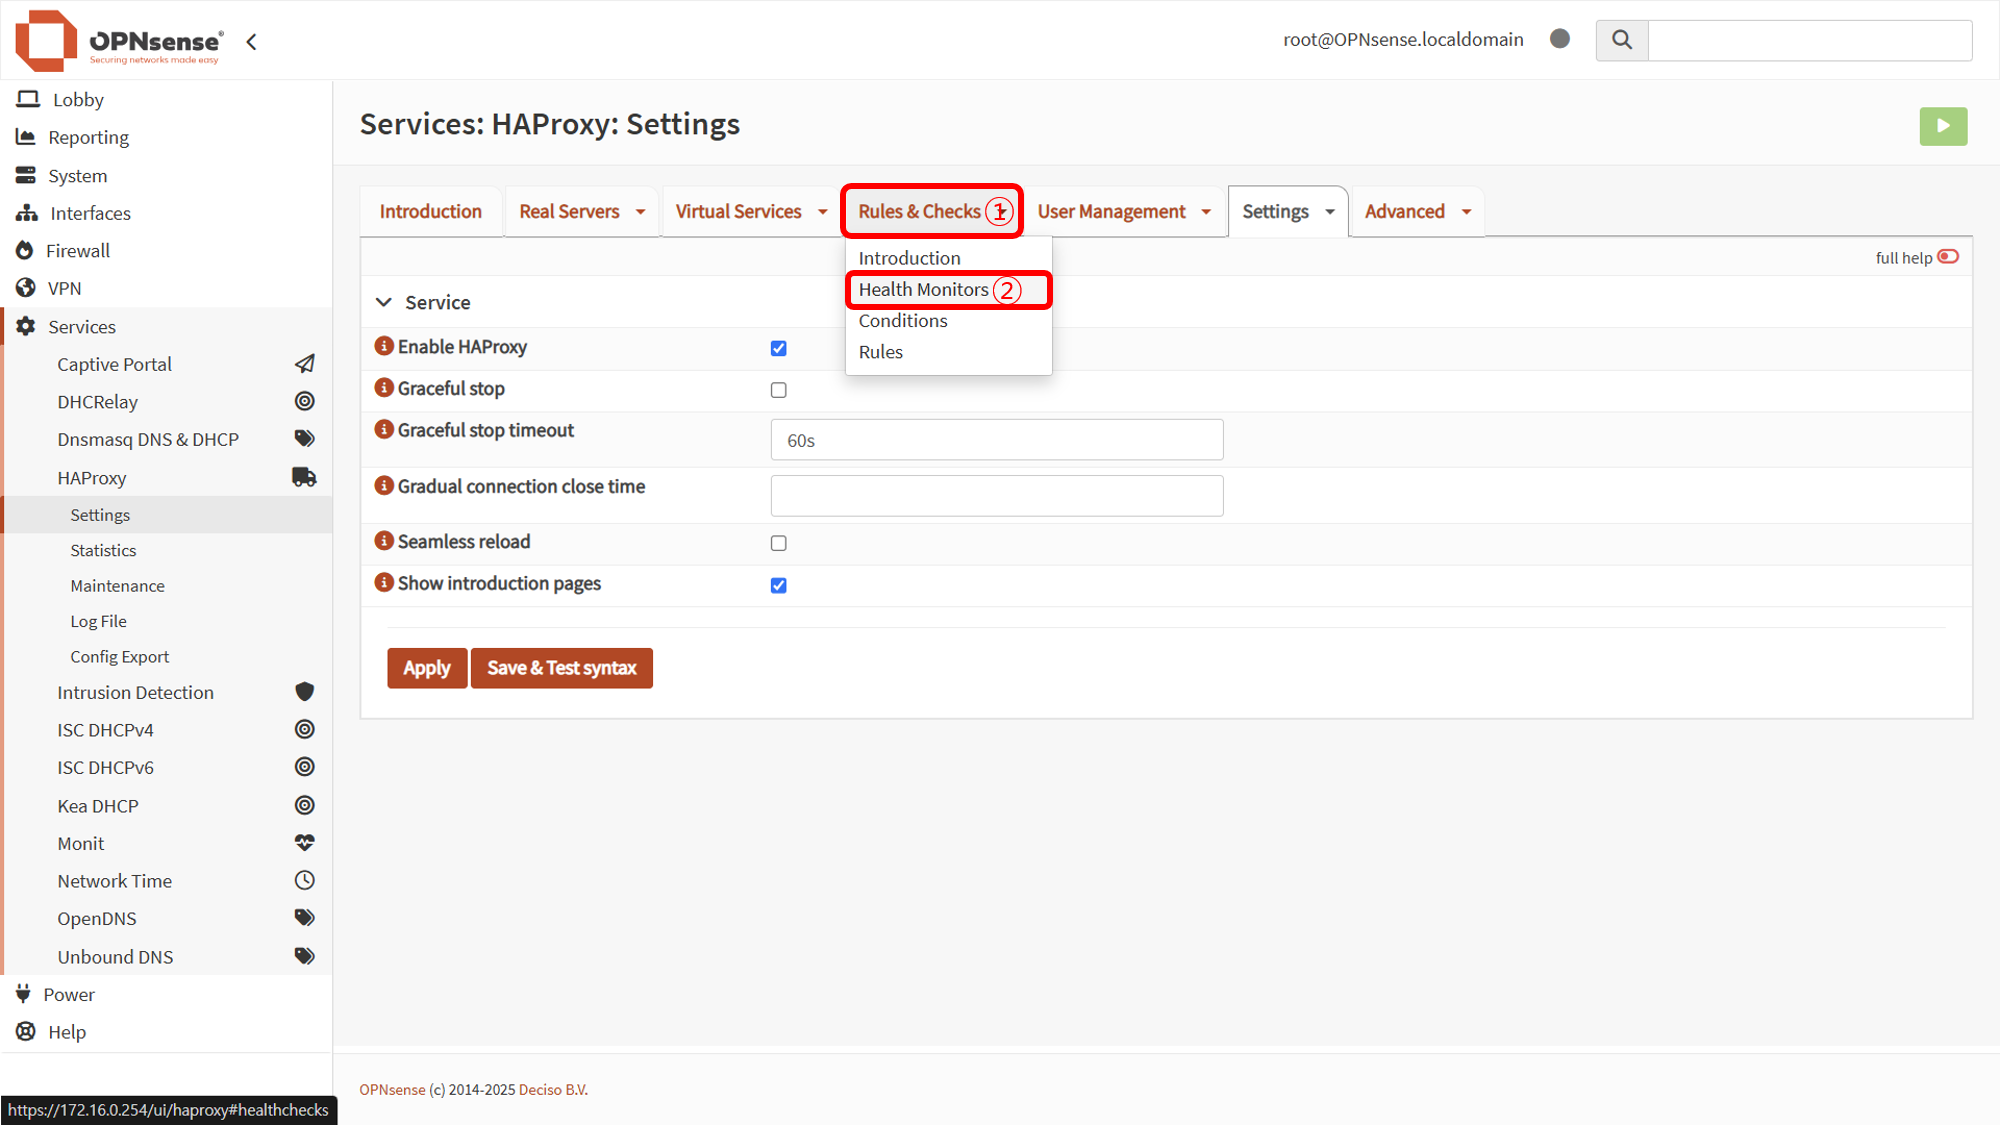 OPNsense®
Securing networks made easy
root@OPNsense.localdomain
Lobby
Reporting
System
Interfaces
Firewall
VPN
Services
Captive Portal
DHCRelay
Dnsmasq DNS & DHCP
HAProxy
Settings
Statistics
Maintenance
Log File
Config Export
Intrusion Detection
ISC DHCPv4
ISC DHCPv6
Kea DHCP
Monit
Network Time
OpenDNS
Unbound DNS
Power
Help
Services: HAProxy: Settings
Introduction Real Servers Virtual Services Rules & Checks ① User Management Settings Advanced
Introduction
Health Monitors ②
Conditions
Rules
full help
Service
Enable HAProxy
Graceful stop
Graceful stop timeout 60s
Gradual connection close time
Seamless reload
Show introduction pages
Apply Save & Test syntax
OPNsense (c) 2014-2025 Deciso B.V.
https://172.16.0.254/ui/haproxy#healthchecks